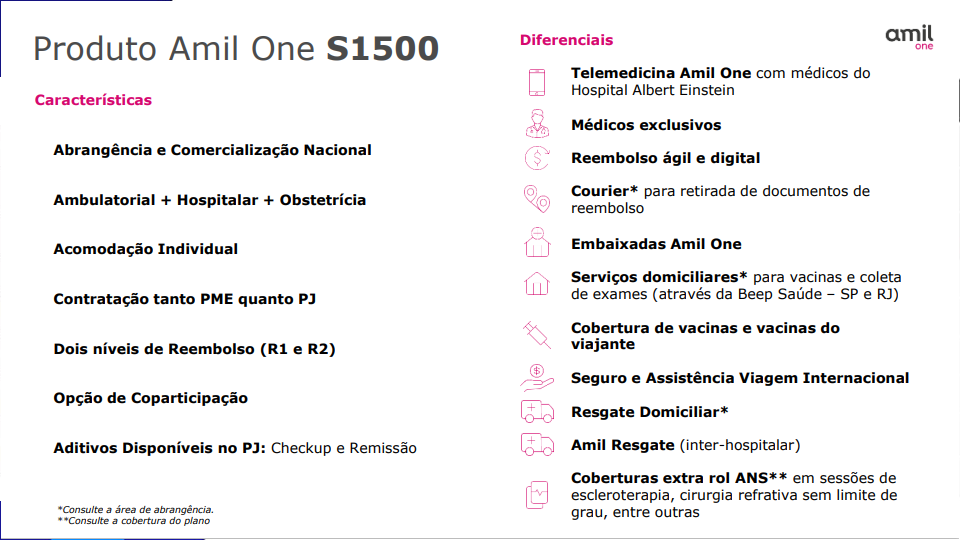 Produto Amil One S1500
Características
Abrangência e Comercialização Nacional
Ambulatorial + Hospitalar + Obstetrícia
Acomodação Individual
Contratação tanto PME quanto PJ
Dois níveis de Reembolso (R1 e R2)
Opção de Coparticipação
Aditivos Disponíveis no PJ: Checkup e Remissão
*Consulte a área de abrangência.
**Consulte a cobertura do plano
Diferenciais
amil
one
Telemedicina Amil One com médicos do
Hospital Albert Einstein
Médicos exclusivos
Reembolso ágil e digital
Courier* para retirada de documentos de
reembolso
Embaixadas Amil One
Serviços domiciliares* para vacinas e coleta
de exames (através da Beep Saúde – SP e RJ)
Cobertura de vacinas e vacinas do
viajante
Seguro e Assistência Viagem Internacional
Resgate Domiciliar*
Amil Resgate (inter-hospitalar)
Coberturas extra rol ANS** em sessões de
escleroterapia, cirurgia refrativa sem limite de
grau, entre outras